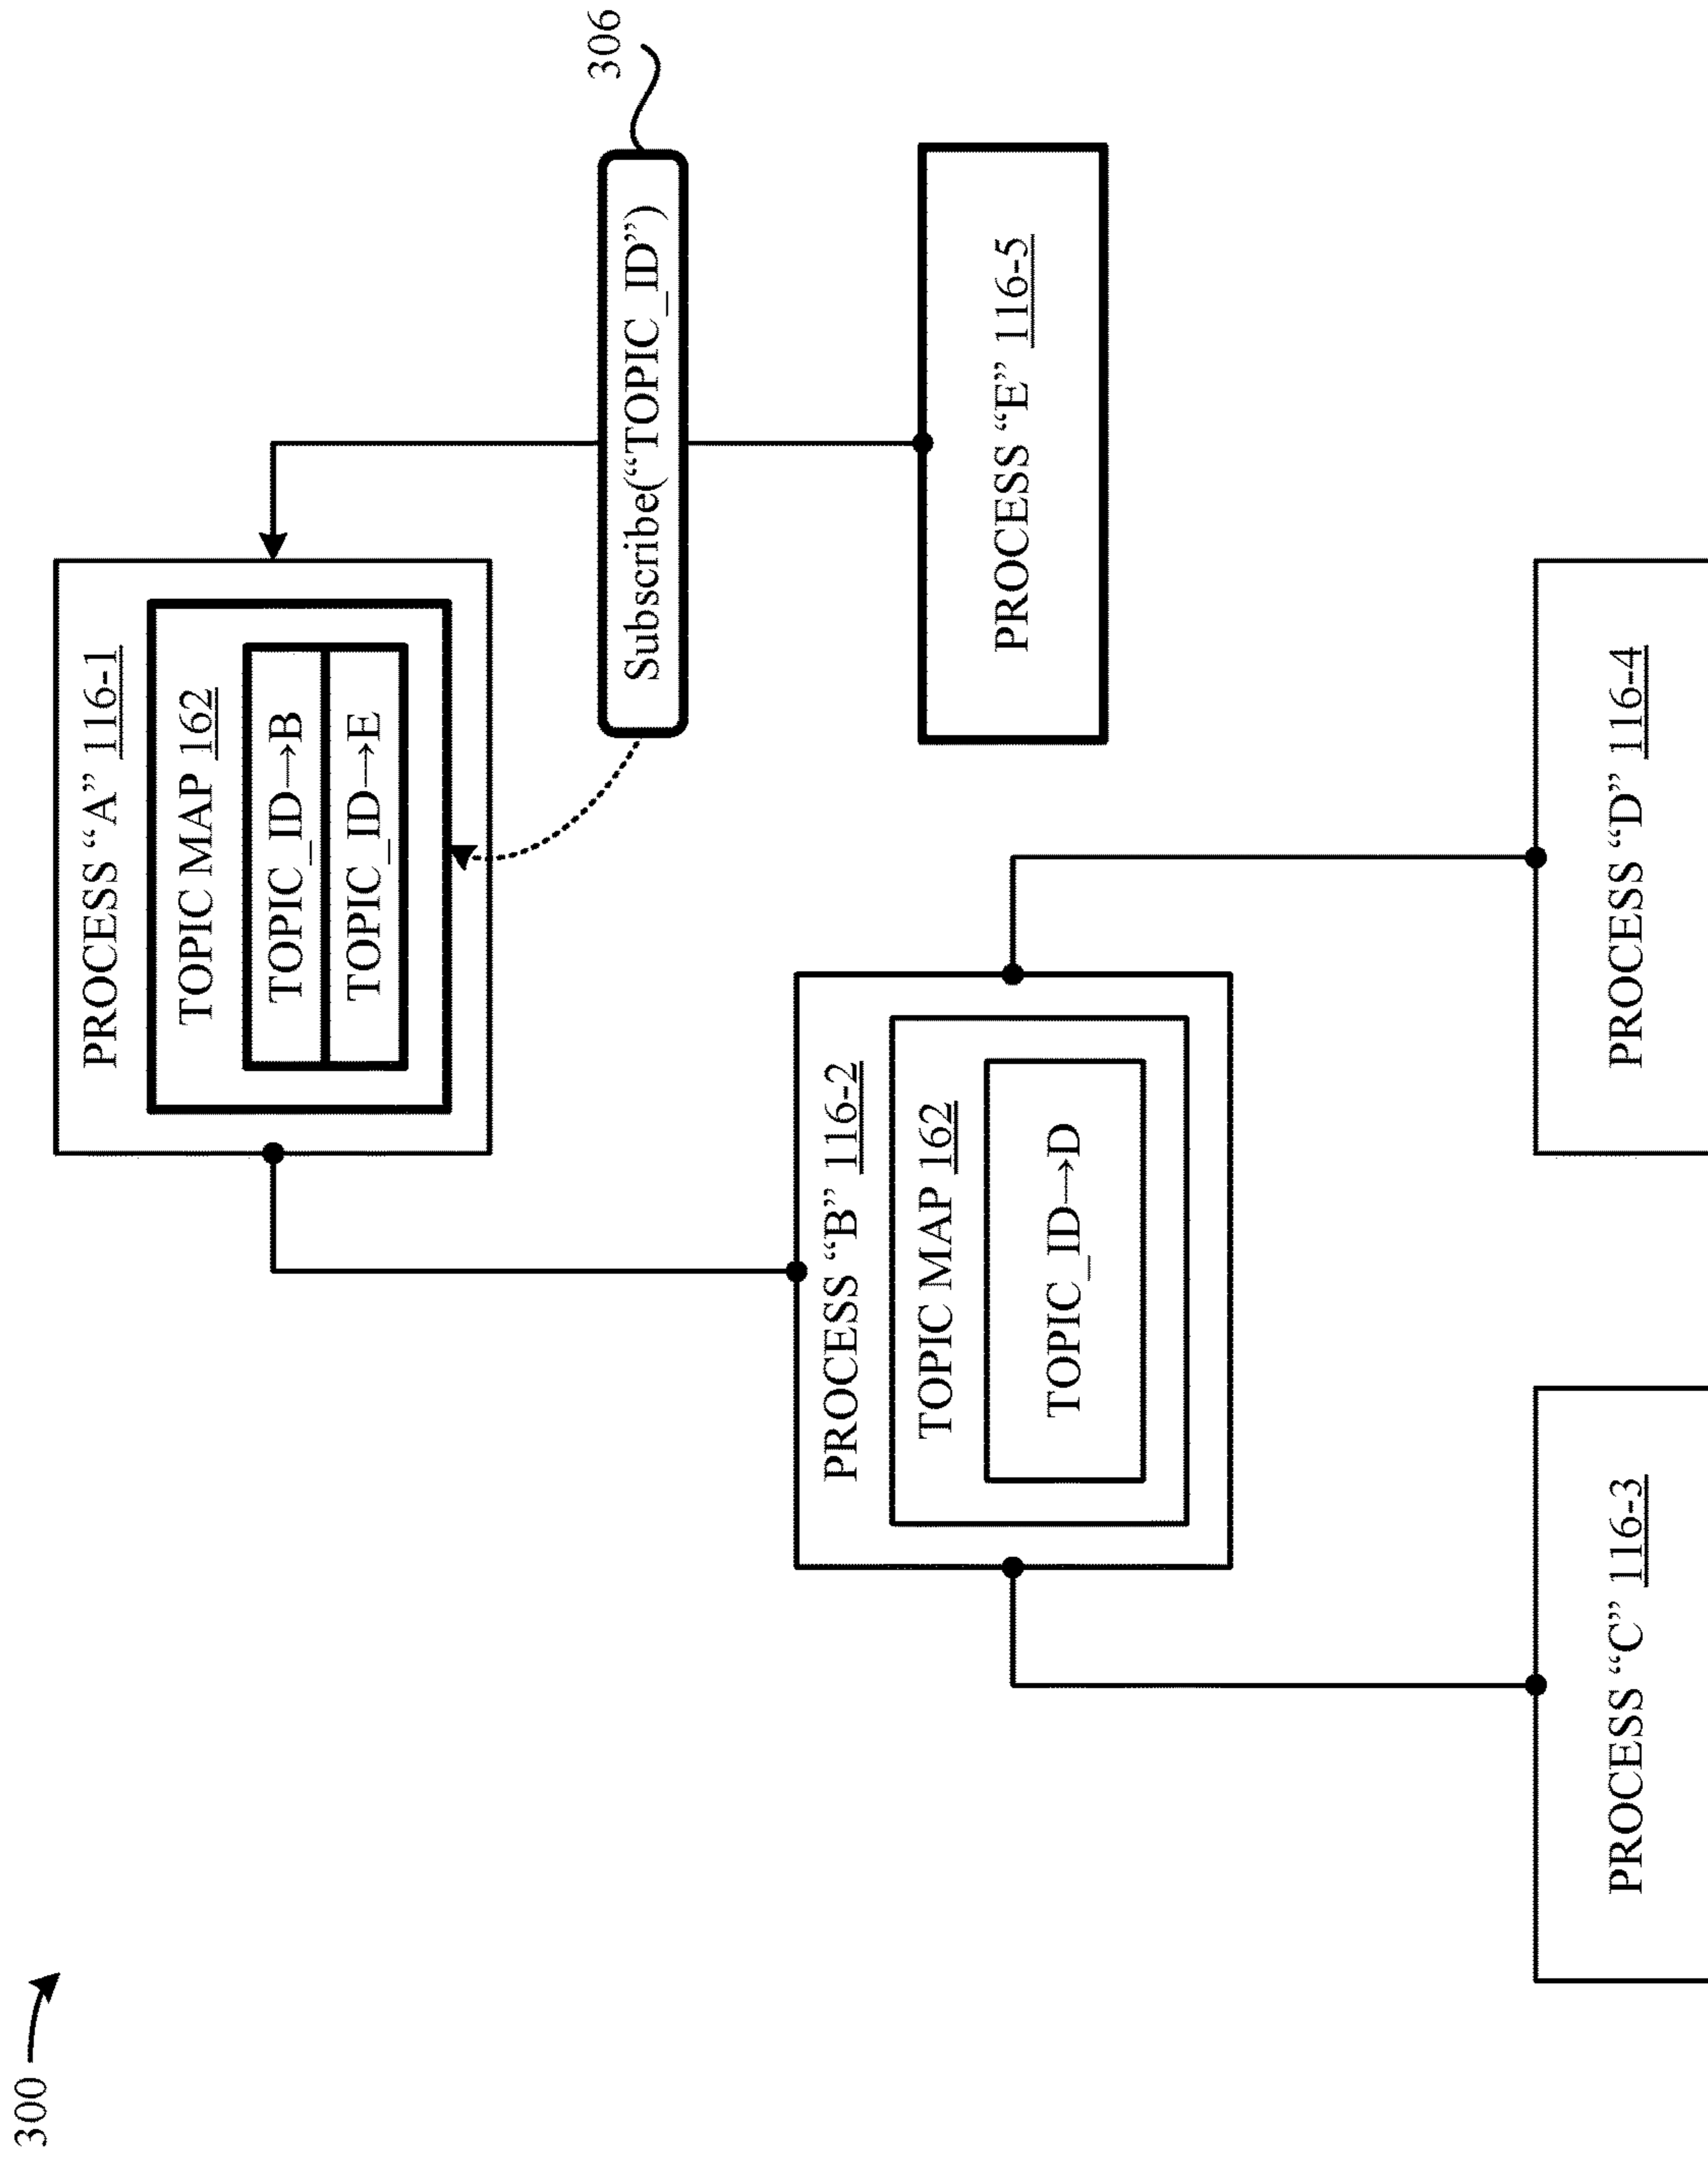 300
PROCESS “A” 116-1
TOPIC MAP 162
TOPIC_ID→B
TOPIC_ID→E
306
Subscribe(“TOPIC_ID”)
PROCESS “B” 116-2
TOPIC MAP 162
TOPIC_ID→D
PROCESS “E” 116-5
PROCESS “C” 116-3
PROCESS “D” 116-4